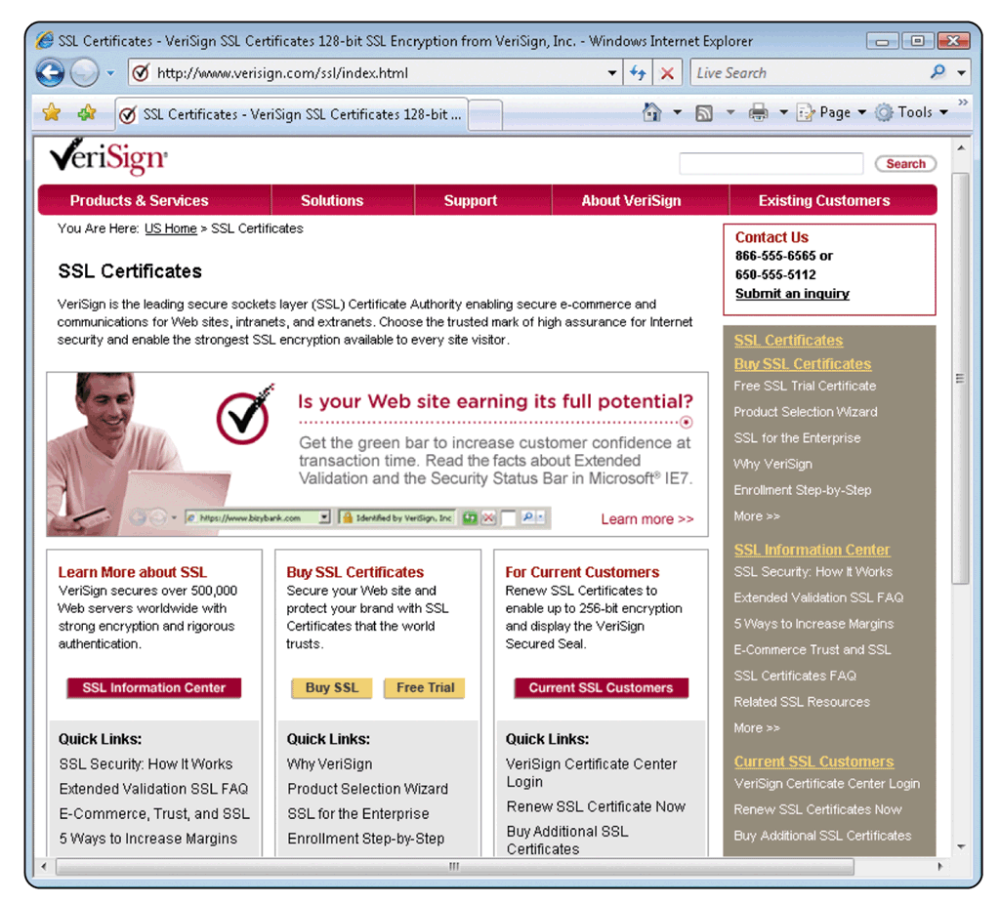 SSL Certificates - VeriSign SSL Certificates 128-bit SSL Encryption from VeriSign, Inc. - Windows Internet Explorer
http://www.verisign.com/ssl/index.html
Live Search
SSL Certificates - VeriSign SSL Certificates 128-bit ...
Page
Tools
VeriSign
Search
Products & Services
Solutions
Support
About VeriSign
Existing Customers
You Are Here: US Home > SSL Certificates
SSL Certificates
VeriSign is the leading secure sockets layer (SSL) Certificate Authority enabling secure e-commerce and
communications for Web sites, intranets, and extranets. Choose the trusted mark of high assurance for Internet
security and enable the strongest SSL encryption available to every site visitor.
Is your Web site earning its full potential?
Get the green bar to increase customer confidence at
transaction time. Read the facts about Extended
Validation and the Security Status Bar in Microsoft® IE7.
https://www.bizybank.com
Identified by VeriSign, Inc
Learn more >>
Learn More about SSL
VeriSign secures over 500,000
Web servers worldwide with
strong encryption and rigorous
authentication.
SSL Information Center
Quick Links:
SSL Security: How It Works
Extended Validation SSL FAQ
E-Commerce, Trust, and SSL
5 Ways to Increase Margins
Buy SSL Certificates
Secure your Web site and
protect your brand with SSL
Certificates that the world
trusts.
Buy SSL
Free Trial
Quick Links:
Why VeriSign
Product Selection Wizard
SSL for the Enterprise
Enrollment Step-by-Step
For Current Customers
Renew SSL Certificates to
enable up to 256-bit encryption
and display the VeriSign
Secured Seal.
Current SSL Customers
Quick Links:
VeriSign Certificate Center
Login
Renew SSL Certificate Now
Buy Additional SSL
Certificates
Contact Us
866-555-6565 or
650-555-5112
Submit an inquiry
SSL Certificates
Buy SSL Certificates
Free SSL Trial Certificate
Product Selection Wizard
SSL for the Enterprise
Why VeriSign
Enrollment Step-by-Step
More >>
SSL Information Center
SSL Security: How It Works
Extended Validation SSL FAQ
5 Ways to Increase Margins
E-Commerce Trust and SSL
SSL Certificates FAQ
Related SSL Resources
More >>
Current SSL Customers
VeriSign Certificate Center Login
Renew SSL Certificates Now
Buy Additional SSL Certificates